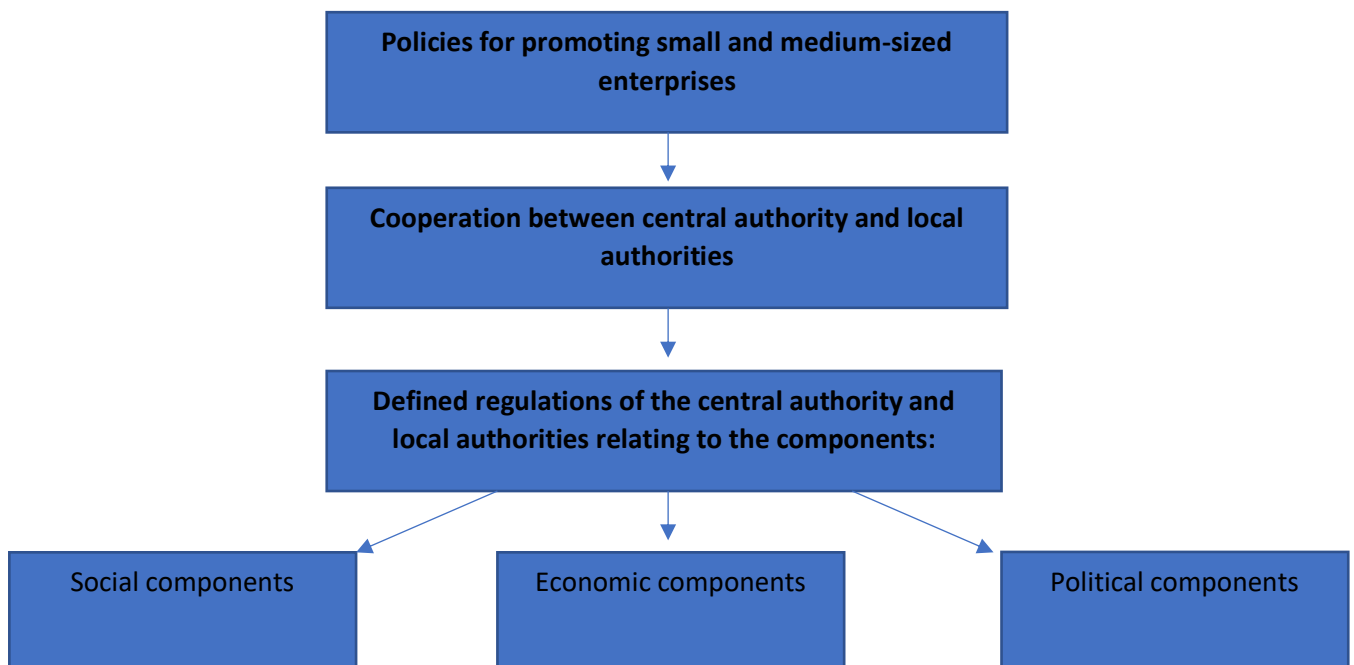 Policies for promoting small and medium-sized
enterprises
Cooperation between central authority and local
authorities
Defined regulations of the central authority and
local authorities relating to the components:
Social components
Economic components
Political components